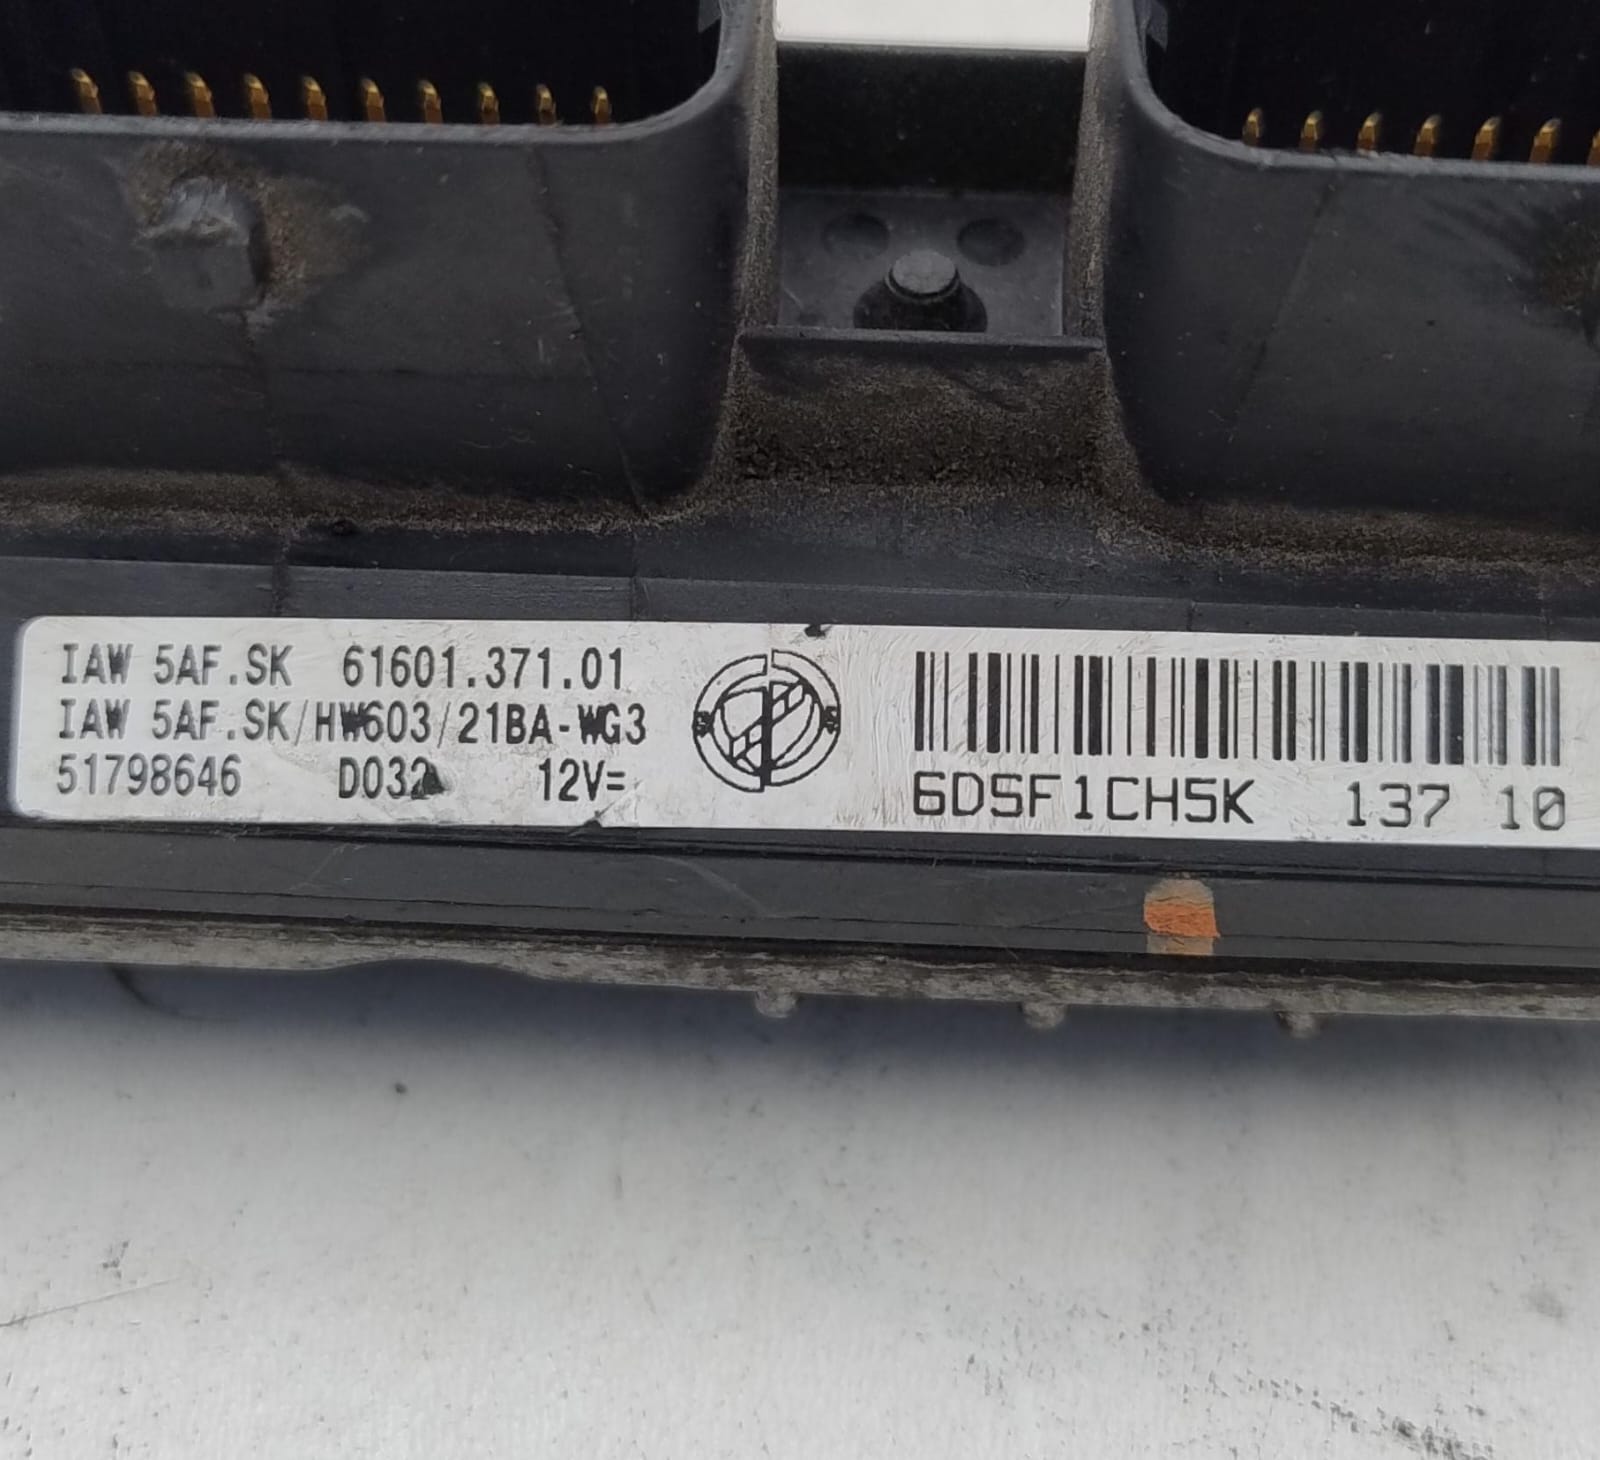 IAW 5AF.SK 61601.371.01
IAW 5AF.SK/HW603/21BA-WG3
51798646 D032 12V=
6DSF1CH5K 137 10